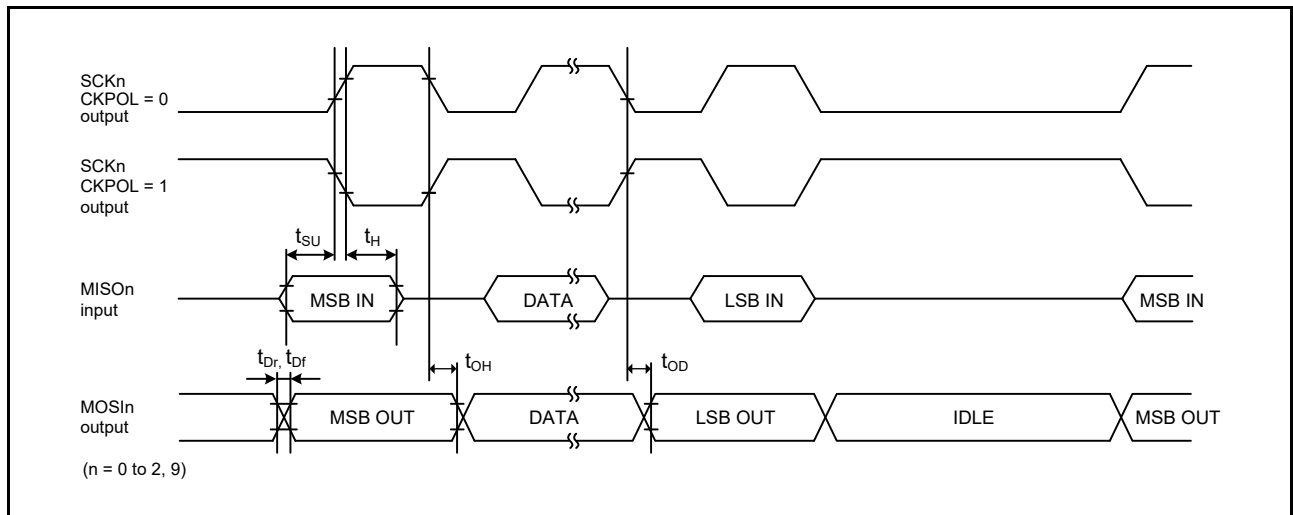 SCKn
CKPOL = 0
output
SCKn
CKPOL = 1
output
tSU
tH
MISOn
input
MSB IN
DATA
LSB IN
MSB IN
tDr, tDf
tOH
tOD
MOSIn
output
MSB OUT
DATA
LSB OUT
IDLE
MSB OUT
(n = 0 to 2, 9)